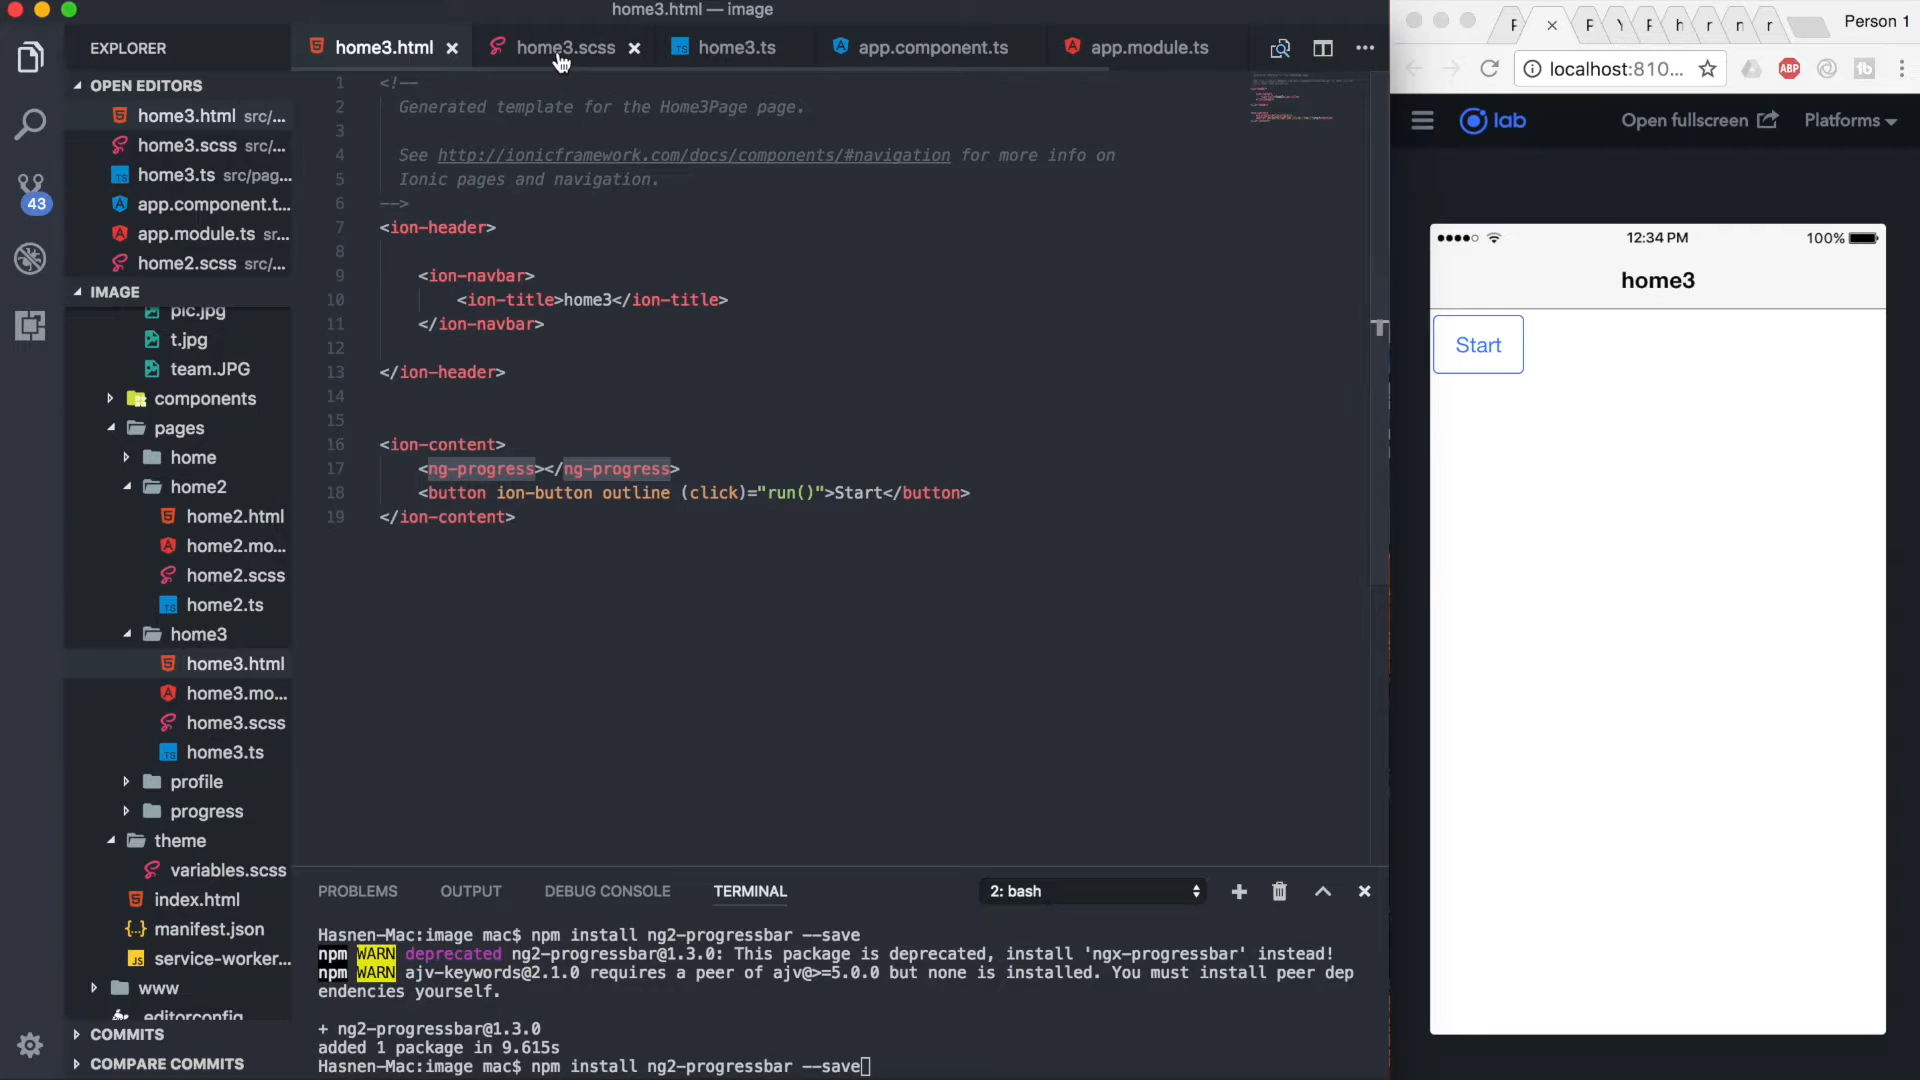 home3.html — image
EXPLORER
OPEN EDITORS
home3.html src/...
home3.scss src/...
home3.ts src/pag...
app.component.t...
app.module.ts sr...
home2.scss src/...
43
IMAGE
pic.jpg
t.jpg
team.JPG
components
pages
home
home2
home2.html
home2.mo...
home2.scss
home2.ts
home3
home3.html
home3.mo...
home3.scss
home3.ts
profile
progress
theme
variables.scss
index.html
manifest.json
service-worker...
www
editorconfig
COMMITS
COMPARE COMMITS
home3.html
home3.scss
home3.ts
app.component.ts
app.module.ts
1 <!--
2 Generated template for the Home3Page page.
3
4 See http://ionicframework.com/docs/components/#navigation for more info on
5 Ionic pages and navigation.
6 -->
7 <ion-header>
8
9 <ion-navbar>
10 <ion-title>home3</ion-title>
11 </ion-navbar>
12
13 </ion-header>
14
15
16 <ion-content>
17 <ng-progress></ng-progress>
18 <button ion-button outline (click)="run()">Start</button>
19 </ion-content>
PROBLEMS OUTPUT DEBUG CONSOLE TERMINAL 2: bash
Hasnen-Mac:image mac$ npm install ng2-progressbar --save
npm WARN deprecated ng2-progressbar@1.3.0: This package is deprecated, install 'ngx-progressbar' instead!
npm WARN ajv-keywords@2.1.0 requires a peer of ajv@>=5.0.0 but none is installed. You must install peer dep
endencies yourself.
+ ng2-progressbar@1.3.0
added 1 package in 9.615s
Hasnen-Mac:image mac$ npm install ng2-progressbar --save
Person 1
localhost:810...
ABP
lab
Open fullscreen
Platforms
12:34 PM
100%
home3
Start